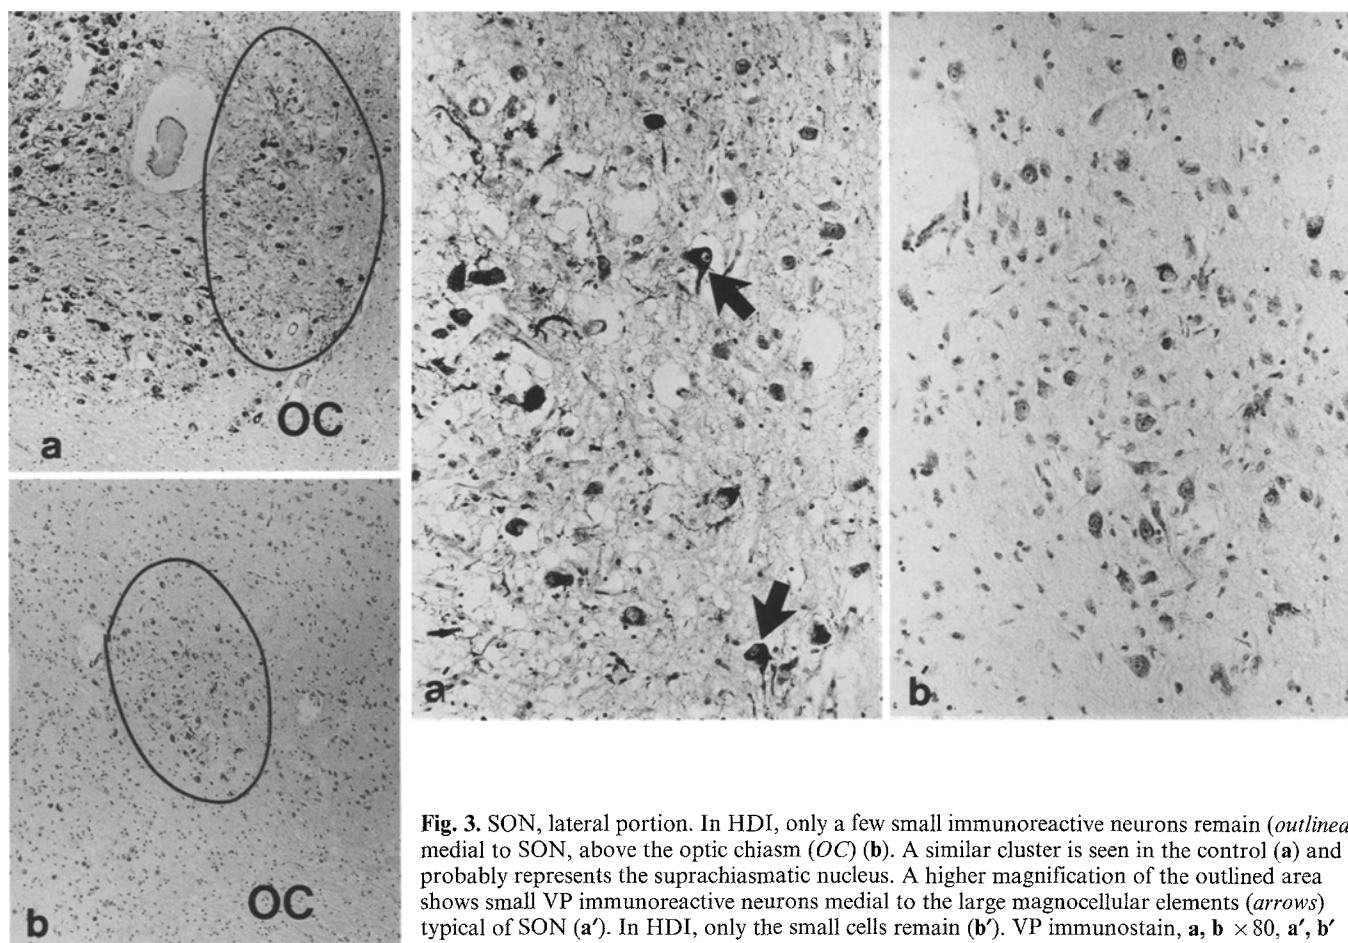 OC
a
OC
b
a
b
Fig. 3. SON, lateral portion. In HDI, only a few small immunoreactive neurons remain (outlined
medial to SON, above the optic chiasm (OC) (b). A similar cluster is seen in the control (a) and
probably represents the suprachiasmatic nucleus. A higher magnification of the outlined area
shows small VP immunoreactive neurons medial to the large magnocellular elements (arrows)
typical of SON (a′). In HDI, only the small cells remain (b′). VP immunostain, a, b ×80, a′, b′